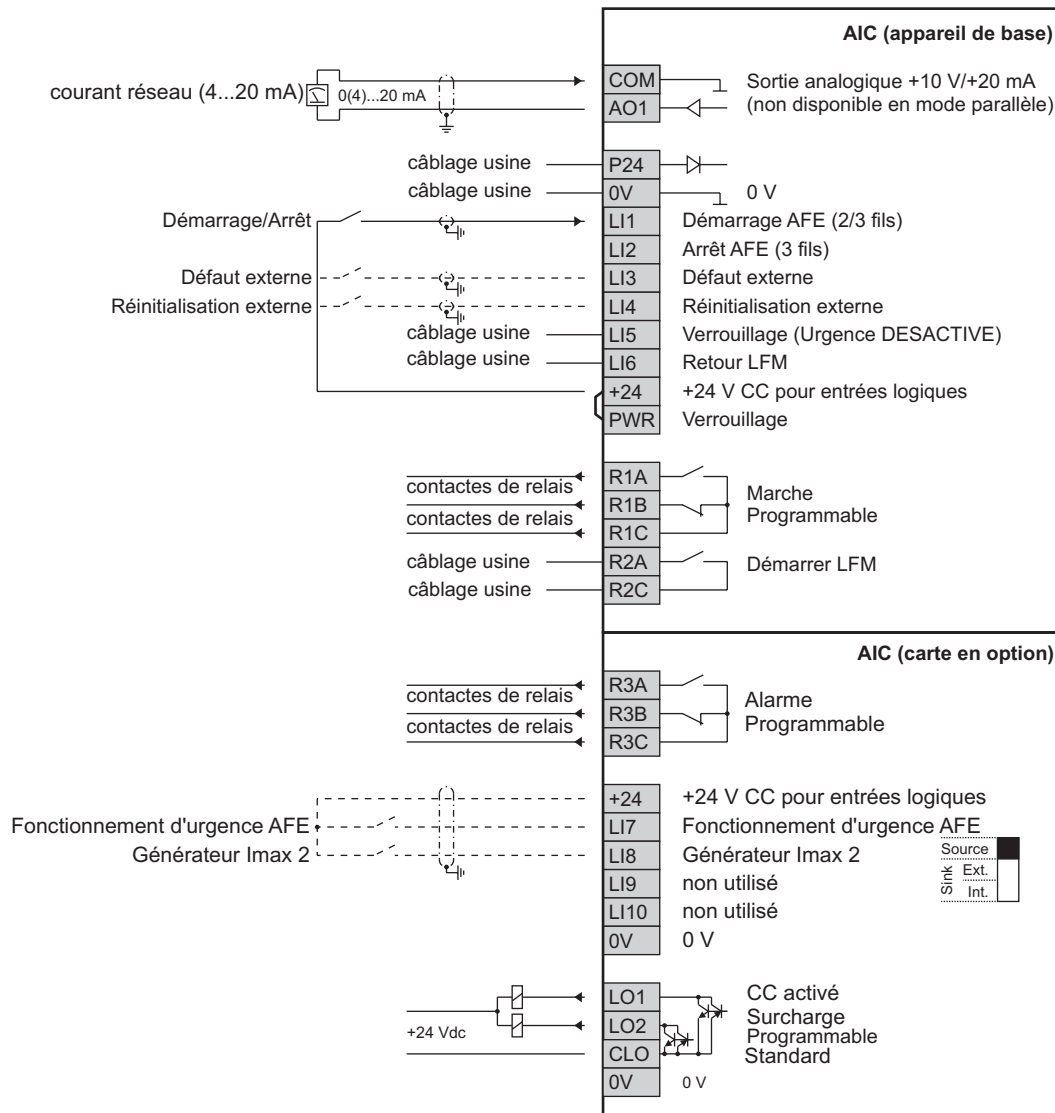 AIC (appareil de base)
courant réseau (4...20 mA) 0(4)...20 mA COM Sortie analogique +10 V/+20 mA
AO1 (non disponible en mode parallèle)
câblage usine P24
câblage usine 0V 0 V
Démarrage/Arrêt LI1 Démarrage AFE (2/3 fils)
LI2 Arrêt AFE (3 fils)
Défaut externe LI3 Défaut externe
Réinitialisation externe LI4 Réinitialisation externe
câblage usine LI5 Verrouillage (Urgence DESACTIVE)
câblage usine LI6 Retour LFM
+24 +24 V CC pour entrées logiques
PWR Verrouillage
contactes de relais R1A Marche
R1B Programmable
contactes de relais R1C
câblage usine R2A Démarrer LFM
câblage usine R2C
AIC (carte en option)
contactes de relais R3A Alarme
R3B Programmable
contactes de relais R3C
+24 +24 V CC pour entrées logiques
Fonctionnement d'urgence AFE LI7 Fonctionnement d'urgence AFE
Générateur Imax 2 LI8 Générateur Imax 2
Source
Sink Ext.
Int.
LI9 non utilisé
LI10 non utilisé
0V 0 V
LO1 CC activé
+24 Vdc LO2 Surcharge
Programmable
CLO Standard
0V 0 V